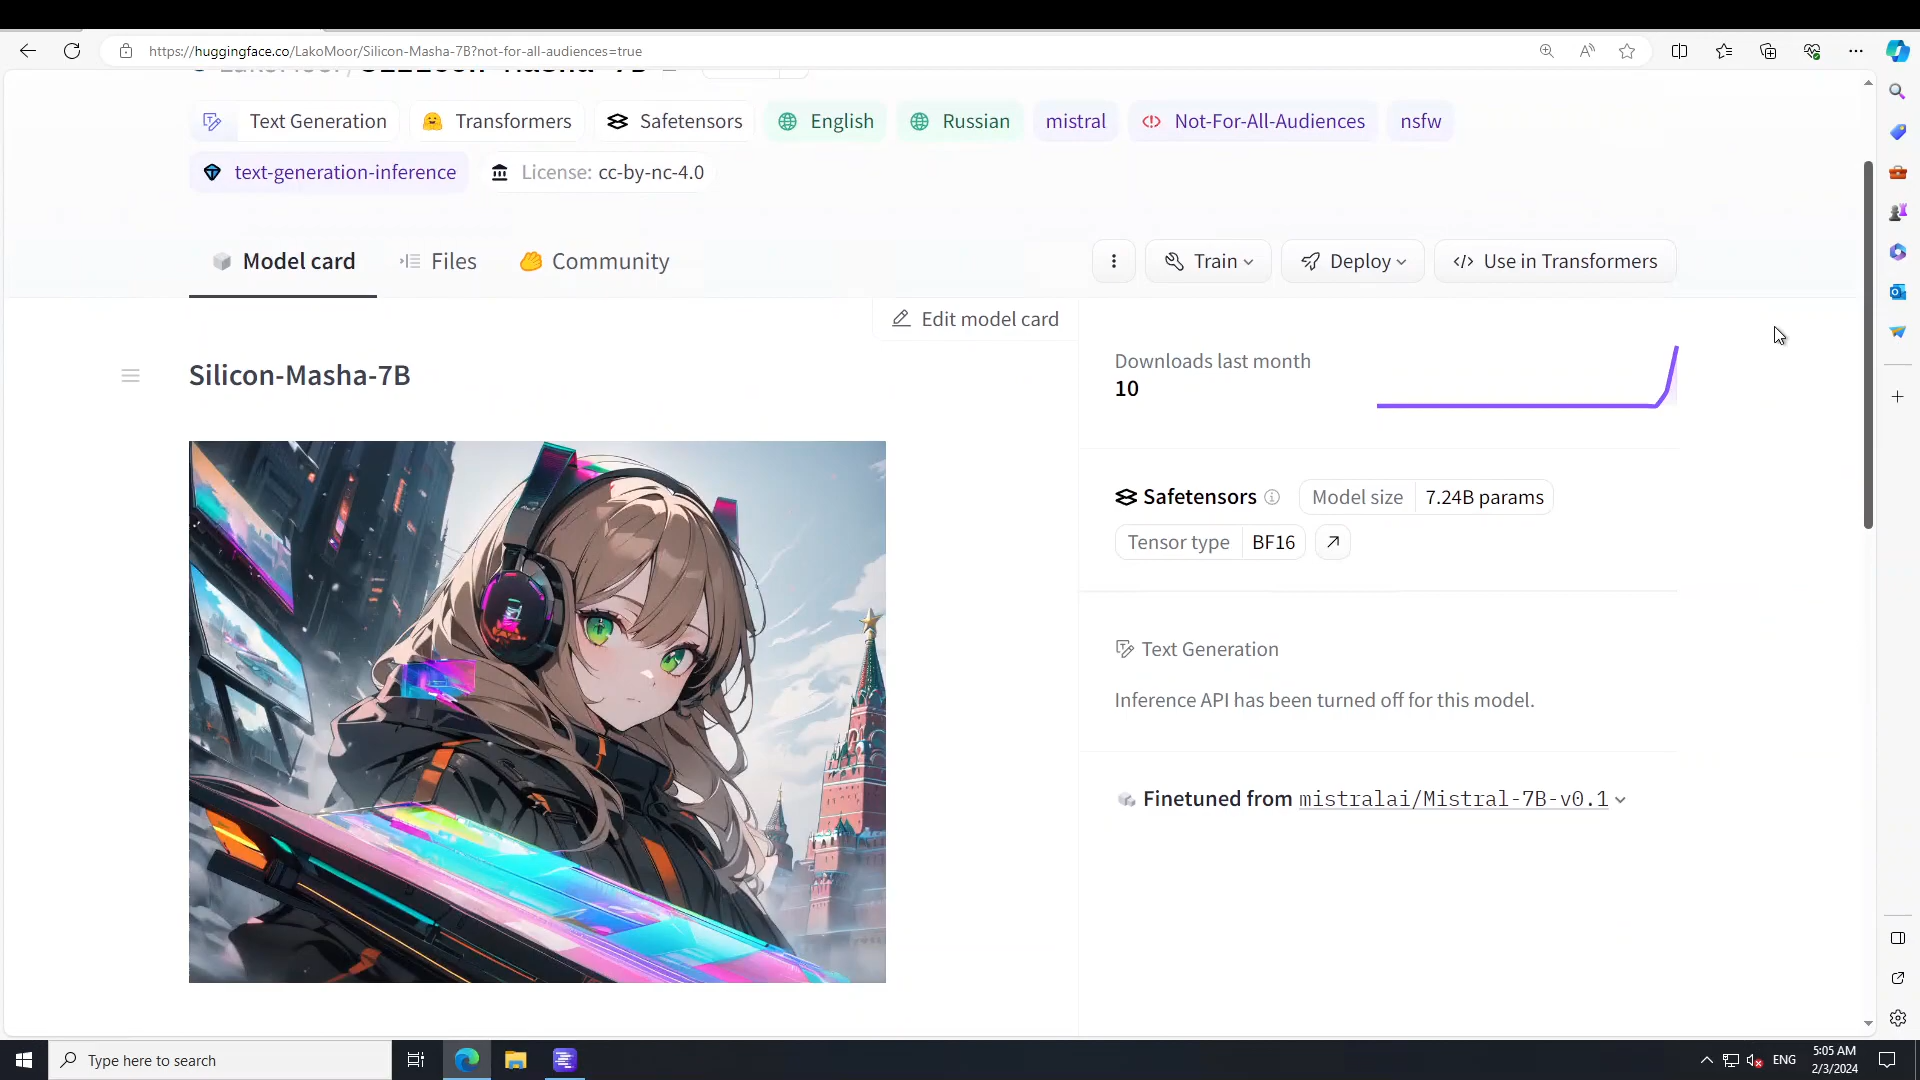 https://huggingface.co/LakoMoor/Silicon-Masha-7B?not-for-all-audiences=true
Text Generation Transformers Safetensors English Russian mistral Not-For-All-Audiences nsfw
text-generation-inference License: cc-by-nc-4.0
Model card Files Community Train Deploy Use in Transformers
Edit model card
Silicon-Masha-7B
Downloads last month
10
Safetensors Model size 7.24B params
Tensor type BF16
Text Generation
Inference API has been turned off for this model.
Finetuned from mistralai/Mistral-7B-v0.1
Type here to search
ENG
5:05 AM
2/3/2024